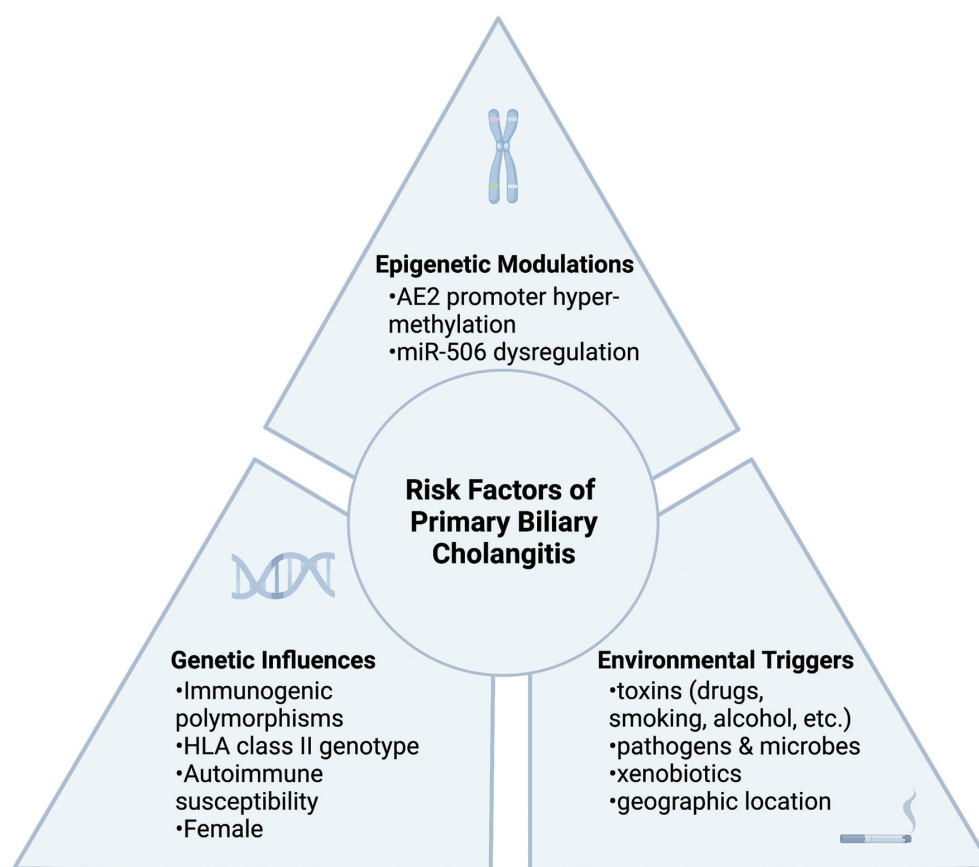 Epigenetic Modulations
•AE2 promoter hyper-
methylation
•miR-506 dysregulation
Risk Factors of
Primary Biliary
Cholangitis
Genetic Influences
•Immunogenic
polymorphisms
•HLA class II genotype
•Autoimmune
susceptibility
•Female
Environmental Triggers
•toxins (drugs,
smoking, alcohol, etc.)
•pathogens & microbes
•xenobiotics
•geographic location